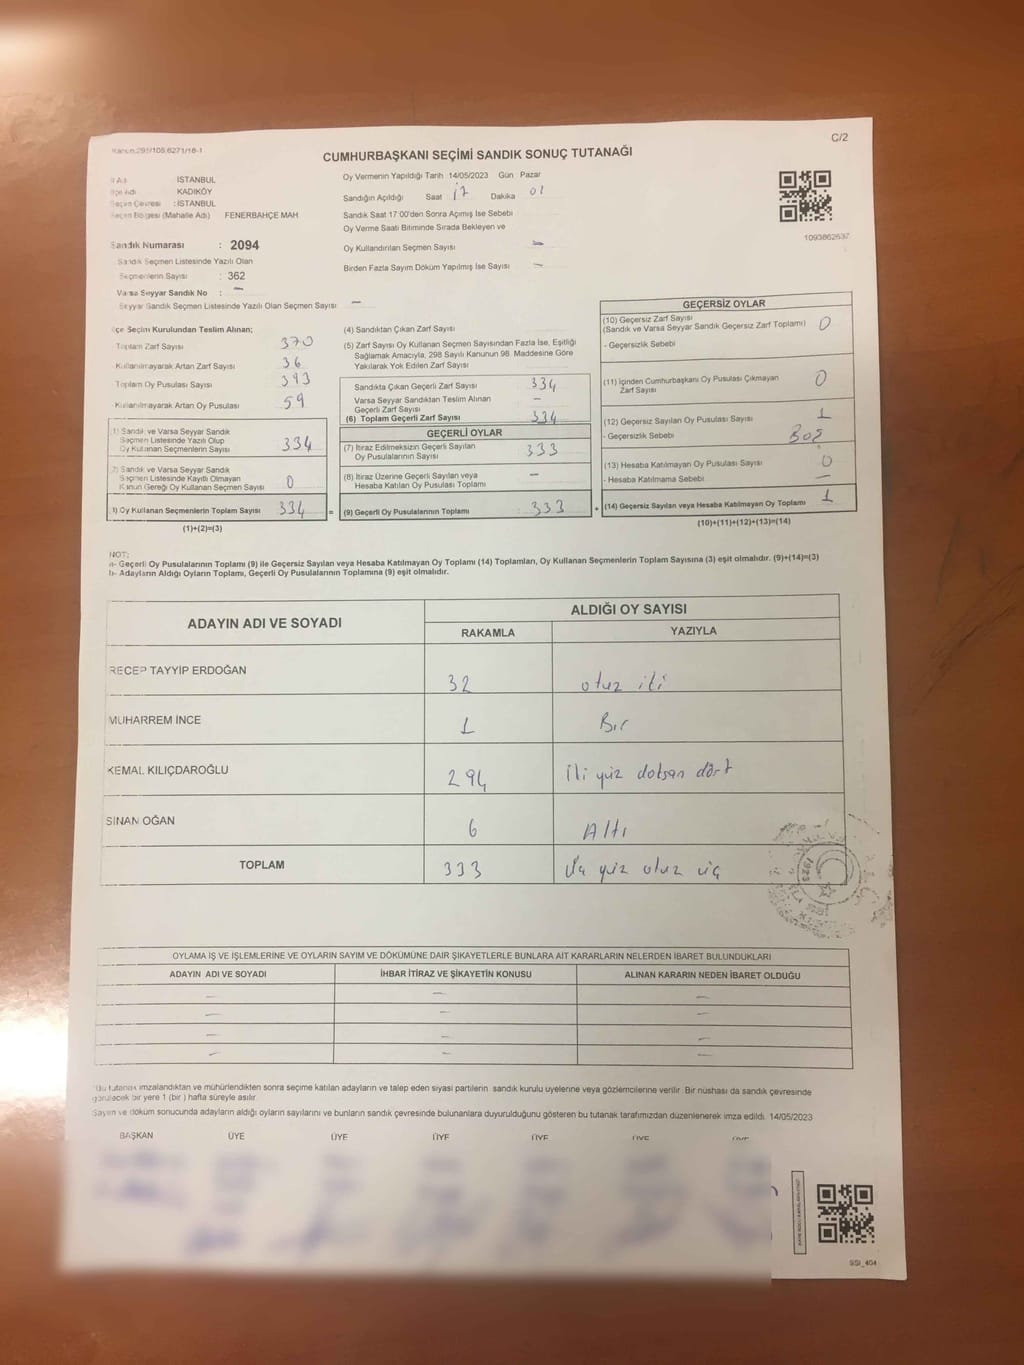 Kanun:298/108;6271/16-1
C/2
CUMHURBAŞKANI SEÇİMİ SANDIK SONUÇ TUTANAĞI
İl Adı İSTANBUL
İlçe Adı KADIKÖY
Seçim Çevresi : İSTANBUL
Seçim Bölgesi (Mahalle Adı) FENERBAHÇE MAH
Sandık Numarası : 2094
Sandık Seçmen Listesinde Yazılı Olan
Seçmenlerin Sayısı : 362
Varsa Seyyar Sandık No : —
Seyyar Sandık Seçmen Listesinde Yazılı Olan Seçmen Sayısı : —
Oy Vermenin Yapıldığı Tarih 14/05/2023 Gün Pazar
Sandığın Açıldığı Saat 17 Dakika 01
Sandık Saat 17:00'den Sonra Açımış İse Sebebi
Oy Verme Saati Bitiminde Sırada Bekleyen ve
Oy Kullandırılan Seçmen Sayısı —
Birden Fazla Sayım Döküm Yapılmış İse Sayısı —
1093862637
İlçe Seçim Kurulundan Teslim Alınan;
Toplam Zarf Sayısı 370
Kullanılmayarak Artan Zarf Sayısı 36
Toplam Oy Pusulası Sayısı 393
Kullanılmayarak Artan Oy Pusulası 59
1) Sandık ve Varsa Seyyar Sandık
Seçmen Listesinde Yazılı Olup
Oy Kullanan Seçmenlerin Sayısı 334
2) Sandık ve Varsa Seyyar Sandık
Seçmen Listesinde Kayıtlı Olmayan
Kanun Gereği Oy Kullanan Seçmen Sayısı 0
3) Oy Kullanan Seçmenlerin Toplam Sayısı 334 =
(1)+(2)=(3)
(4) Sandıktan Çıkan Zarf Sayısı
(5) Zarf Sayısı Oy Kullanan Seçmen Sayısından Fazla İse, Eşitliği
Sağlamak Amacıyla, 298 Sayılı Kanunun 98. Maddesine Göre
Yakılarak Yok Edilen Zarf Sayısı
Sandıkta Çıkan Geçerli Zarf Sayısı 334
Varsa Seyyar Sandıktan Teslim Alınan
Geçerli Zarf Sayısı —
(6) Toplam Geçerli Zarf Sayısı 334
GEÇERLİ OYLAR
(7) İtiraz Edilmeksizin Geçerli Sayılan
Oy Pusulalarının Sayısı 333
(8) İtiraz Üzerine Geçerli Sayılan veya
Hesaba Katılan Oy Pusulası Toplamı —
(9) Geçerli Oy Pusulalarının Toplamı 333 +
GEÇERSİZ OYLAR
(10) Geçersiz Zarf Sayısı
(Sandık ve Varsa Seyyar Sandık Geçersiz Zarf Toplamı) 0
- Geçersizlik Sebebi
(11) İçinden Cumhurbaşkanı Oy Pusulası Çıkmayan
Zarf Sayısı 0
(12) Geçersiz Sayılan Oy Pusulası Sayısı 1
- Geçersizlik Sebebi Boş
(13) Hesaba Katılmayan Oy Pusulası Sayısı 0
- Hesaba Katılmama Sebebi —
(14) Geçersiz Sayılan veya Hesaba Katılmayan Oy Toplamı 1
(10)+(11)+(12)+(13)=(14)
NOT:
a- Geçerli Oy Pusulalarının Toplamı (9) ile Geçersiz Sayılan veya Hesaba Katılmayan Oy Toplamı (14) Toplamları, Oy Kullanan Seçmenlerin Toplam Sayısına (3) eşit olmalıdır. (9)+(14)=(3)
b- Adayların Aldığı Oyların Toplamı, Geçerli Oy Pusulalarının Toplamına (9) eşit olmalıdır.
ADAYIN ADI VE SOYADI
ALDIĞI OY SAYISI
RAKAMLA YAZIYLA
RECEP TAYYİP ERDOĞAN 32 otuz iki
MUHARREM İNCE 1 Bir
KEMAL KILIÇDAROĞLU 294 İki yüz doksan dört
SİNAN OĞAN 6 Altı
TOPLAM 333 Üç yüz otuz üç
1923
OYLAMA İŞ VE İŞLEMLERİNE VE OYLARIN SAYIM VE DÖKÜMÜNE DAİR ŞİKAYETLERLE BUNLARA AİT KARARLARIN NELERDEN İBARET BULUNDUKLARI
ADAYIN ADI VE SOYADI İHBAR İTİRAZ VE ŞİKAYETİN KONUSU ALINAN KARARIN NEDEN İBARET OLDUĞU
— — —
— — —
— — —
— — —
Bu tutanak imzalandıktan ve mühürlendikten sonra seçime katılan adayların ve talep eden siyasi partilerin sandık kurulu üyelerine veya gözlemcilerine verilir. Bir nüshası da sandık çevresinde
görülecek bir yere 1 (bir ) hafta süreyle asılır.
Sayım ve döküm sonucunda adayların aldığı oyların sayılarını ve bunların sandık çevresinde bulunanlara duyurulduğunu gösteren bu tutanak tarafımızdan düzenlenerek imza edildi. 14/05/2023
BAŞKAN ÜYE ÜYE ÜYE ÜYE ÜYE ÜYE
SSI_404